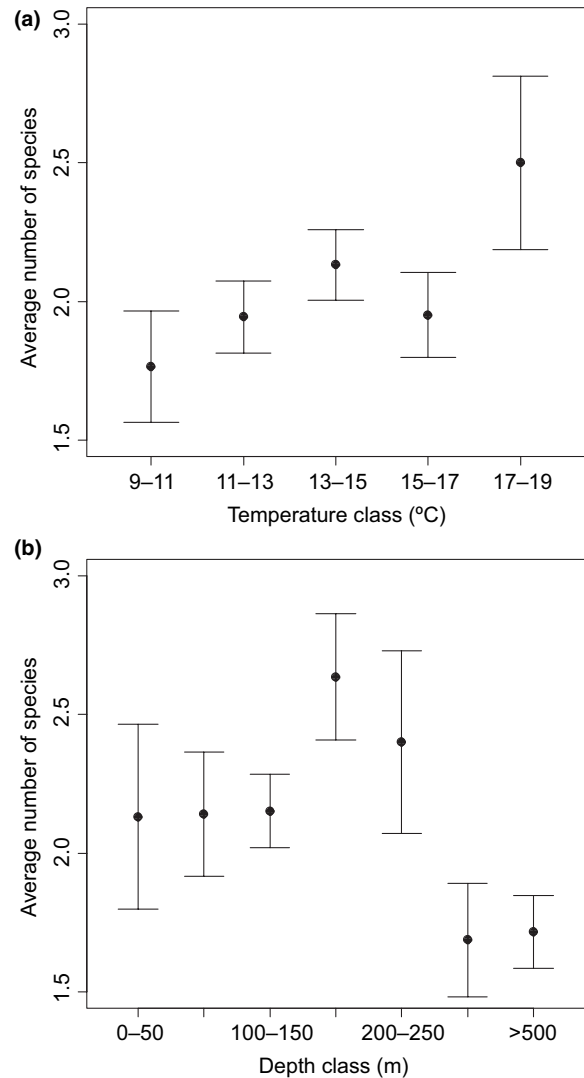 (a)
3.0
2.5
2.0
1.5
Average number of species
9–11 11–13 13–15 15–17 17–19
Temperature class (ºC)
(b)
3.0
2.5
2.0
1.5
Average number of species
0–50 100–150 200–250 >500
Depth class (m)